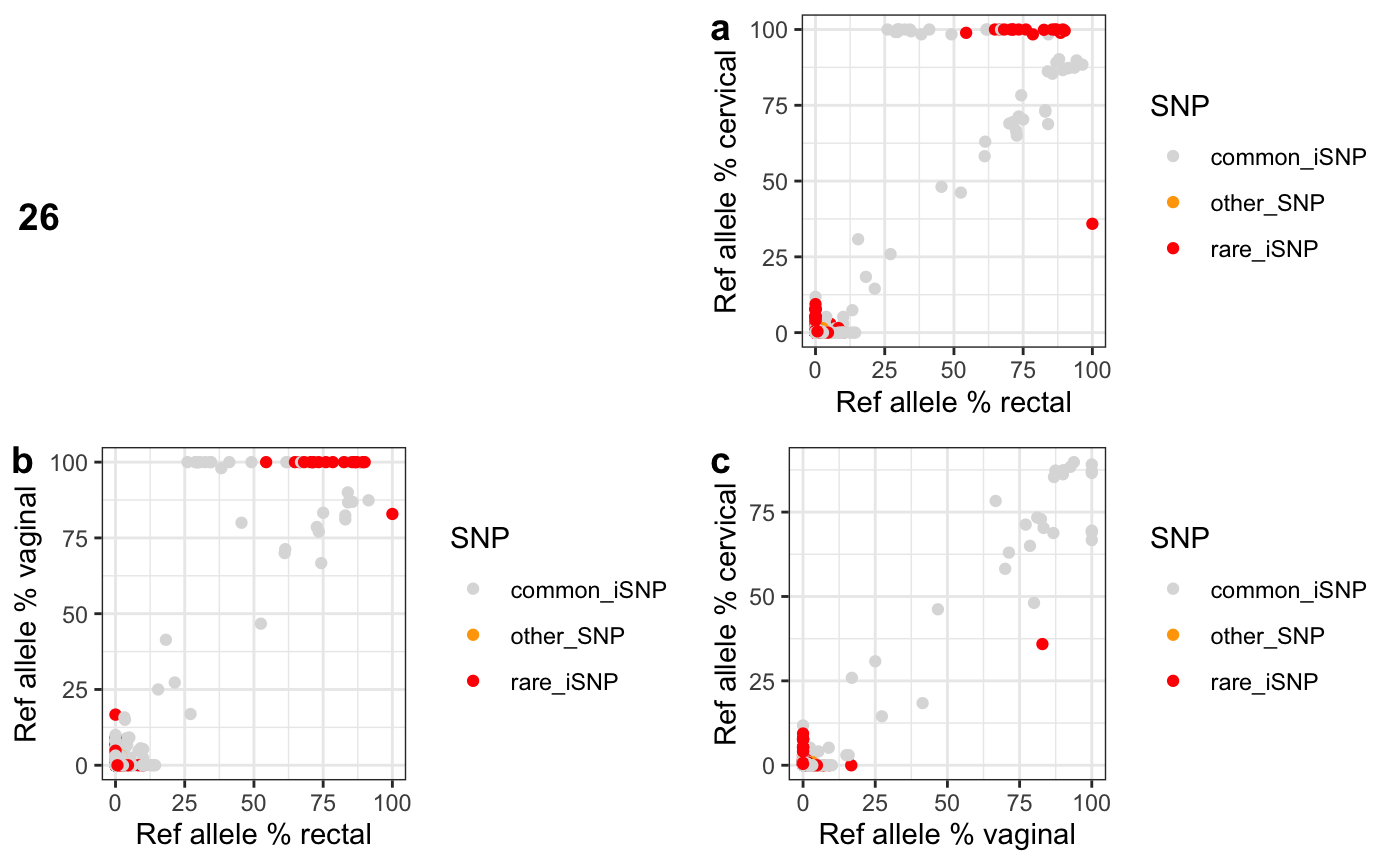 26
a
Ref allele % cervical
100
75
50
25
0
0 25 50 75 100
Ref allele % rectal
SNP
common_iSNP
other_SNP
rare_iSNP
b
Ref allele % vaginal
100
75
50
25
0
0 25 50 75 100
Ref allele % rectal
SNP
common_iSNP
other_SNP
rare_iSNP
c
Ref allele % cervical
75
50
25
0
0 25 50 75 100
Ref allele % vaginal
SNP
common_iSNP
other_SNP
rare_iSNP